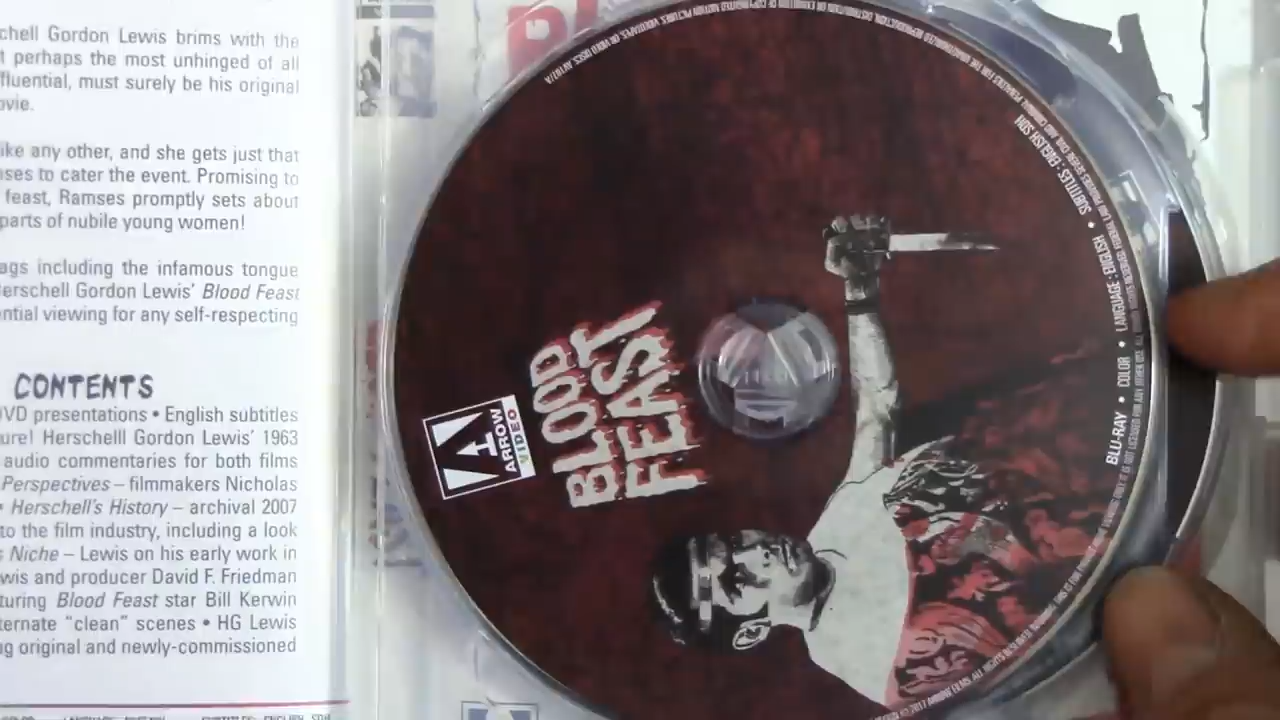 chell Gordon Lewis brims with the
t perhaps the most unhinged of all
fluential, must surely be his original
ovie.
ike any other, and she gets just that
ses to cater the event. Promising to
feast, Ramses promptly sets about
parts of nubile young women!
ags including the infamous tongue
erschell Gordon Lewis' Blood Feast
ntial viewing for any self-respecting
CONTENTS
DVD presentations • English subtitles
ure! Herschelll Gordon Lewis' 1963
audio commentaries for both films
Perspectives – filmmakers Nicholas
• Herschell's History – archival 2007
to the film industry, including a look
s Niche – Lewis on his early work in
wis and producer David F. Friedman
turing Blood Feast star Bill Kerwin
ternate "clean" scenes • HG Lewis
g original and newly-commissioned
ARROW
VIDEO
BLOOD
FEAST
BLU-RAY • COLOR • LANGUAGE: ENGLISH • SUBTITLES: ENGLISH SDH